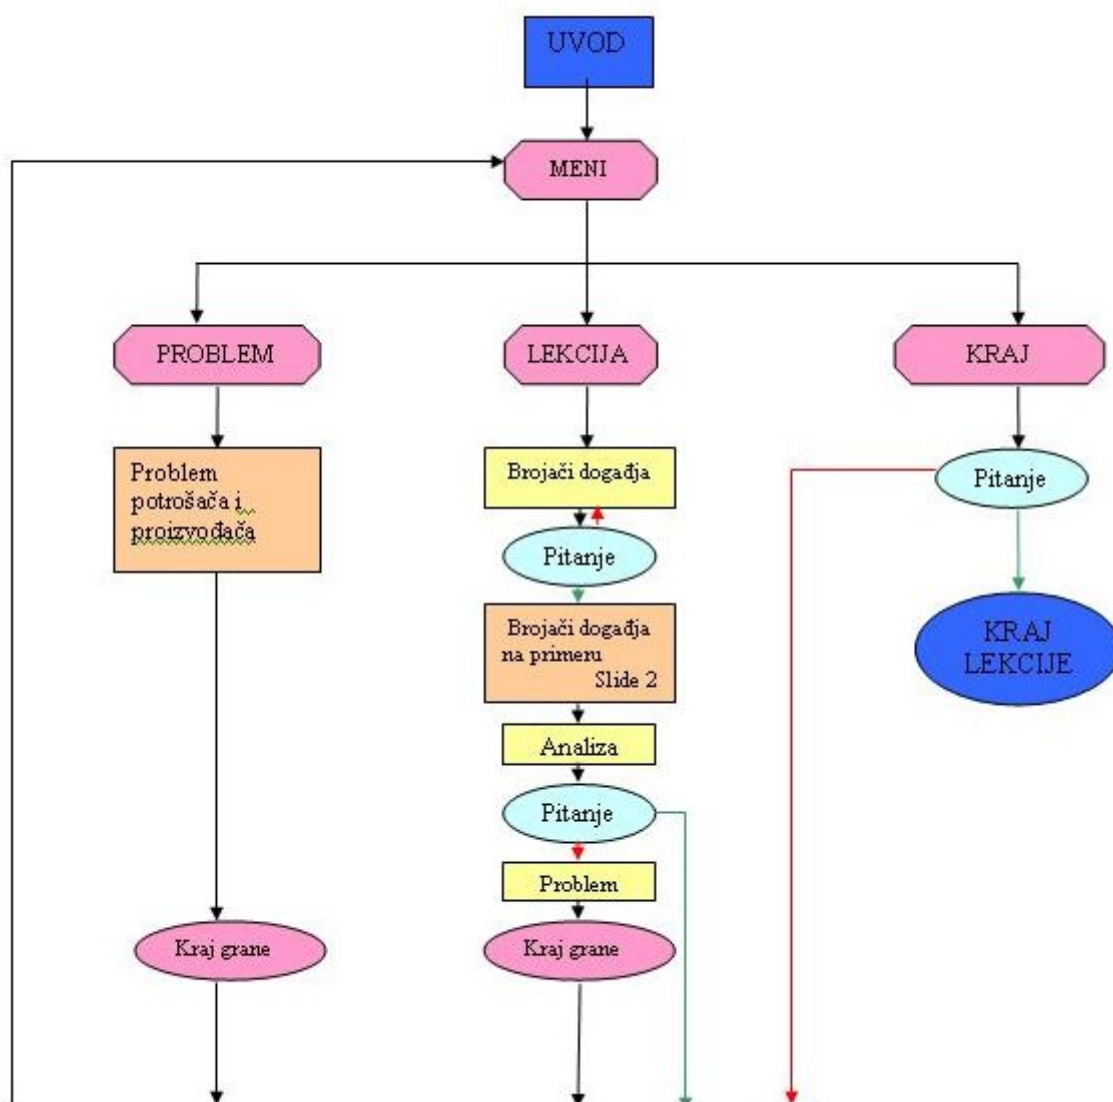 UVOD
MENI
PROBLEM
LEKCIJA
KRAJ
Problem
potrošača i
proizvođača
Brojači događja
Pitanje
Pitanje
Brojači događja
na primeru
Slide 2
KRAJ
LEKCIJE
Analiza
Pitanje
Problem
Kraj grane
Kraj grane